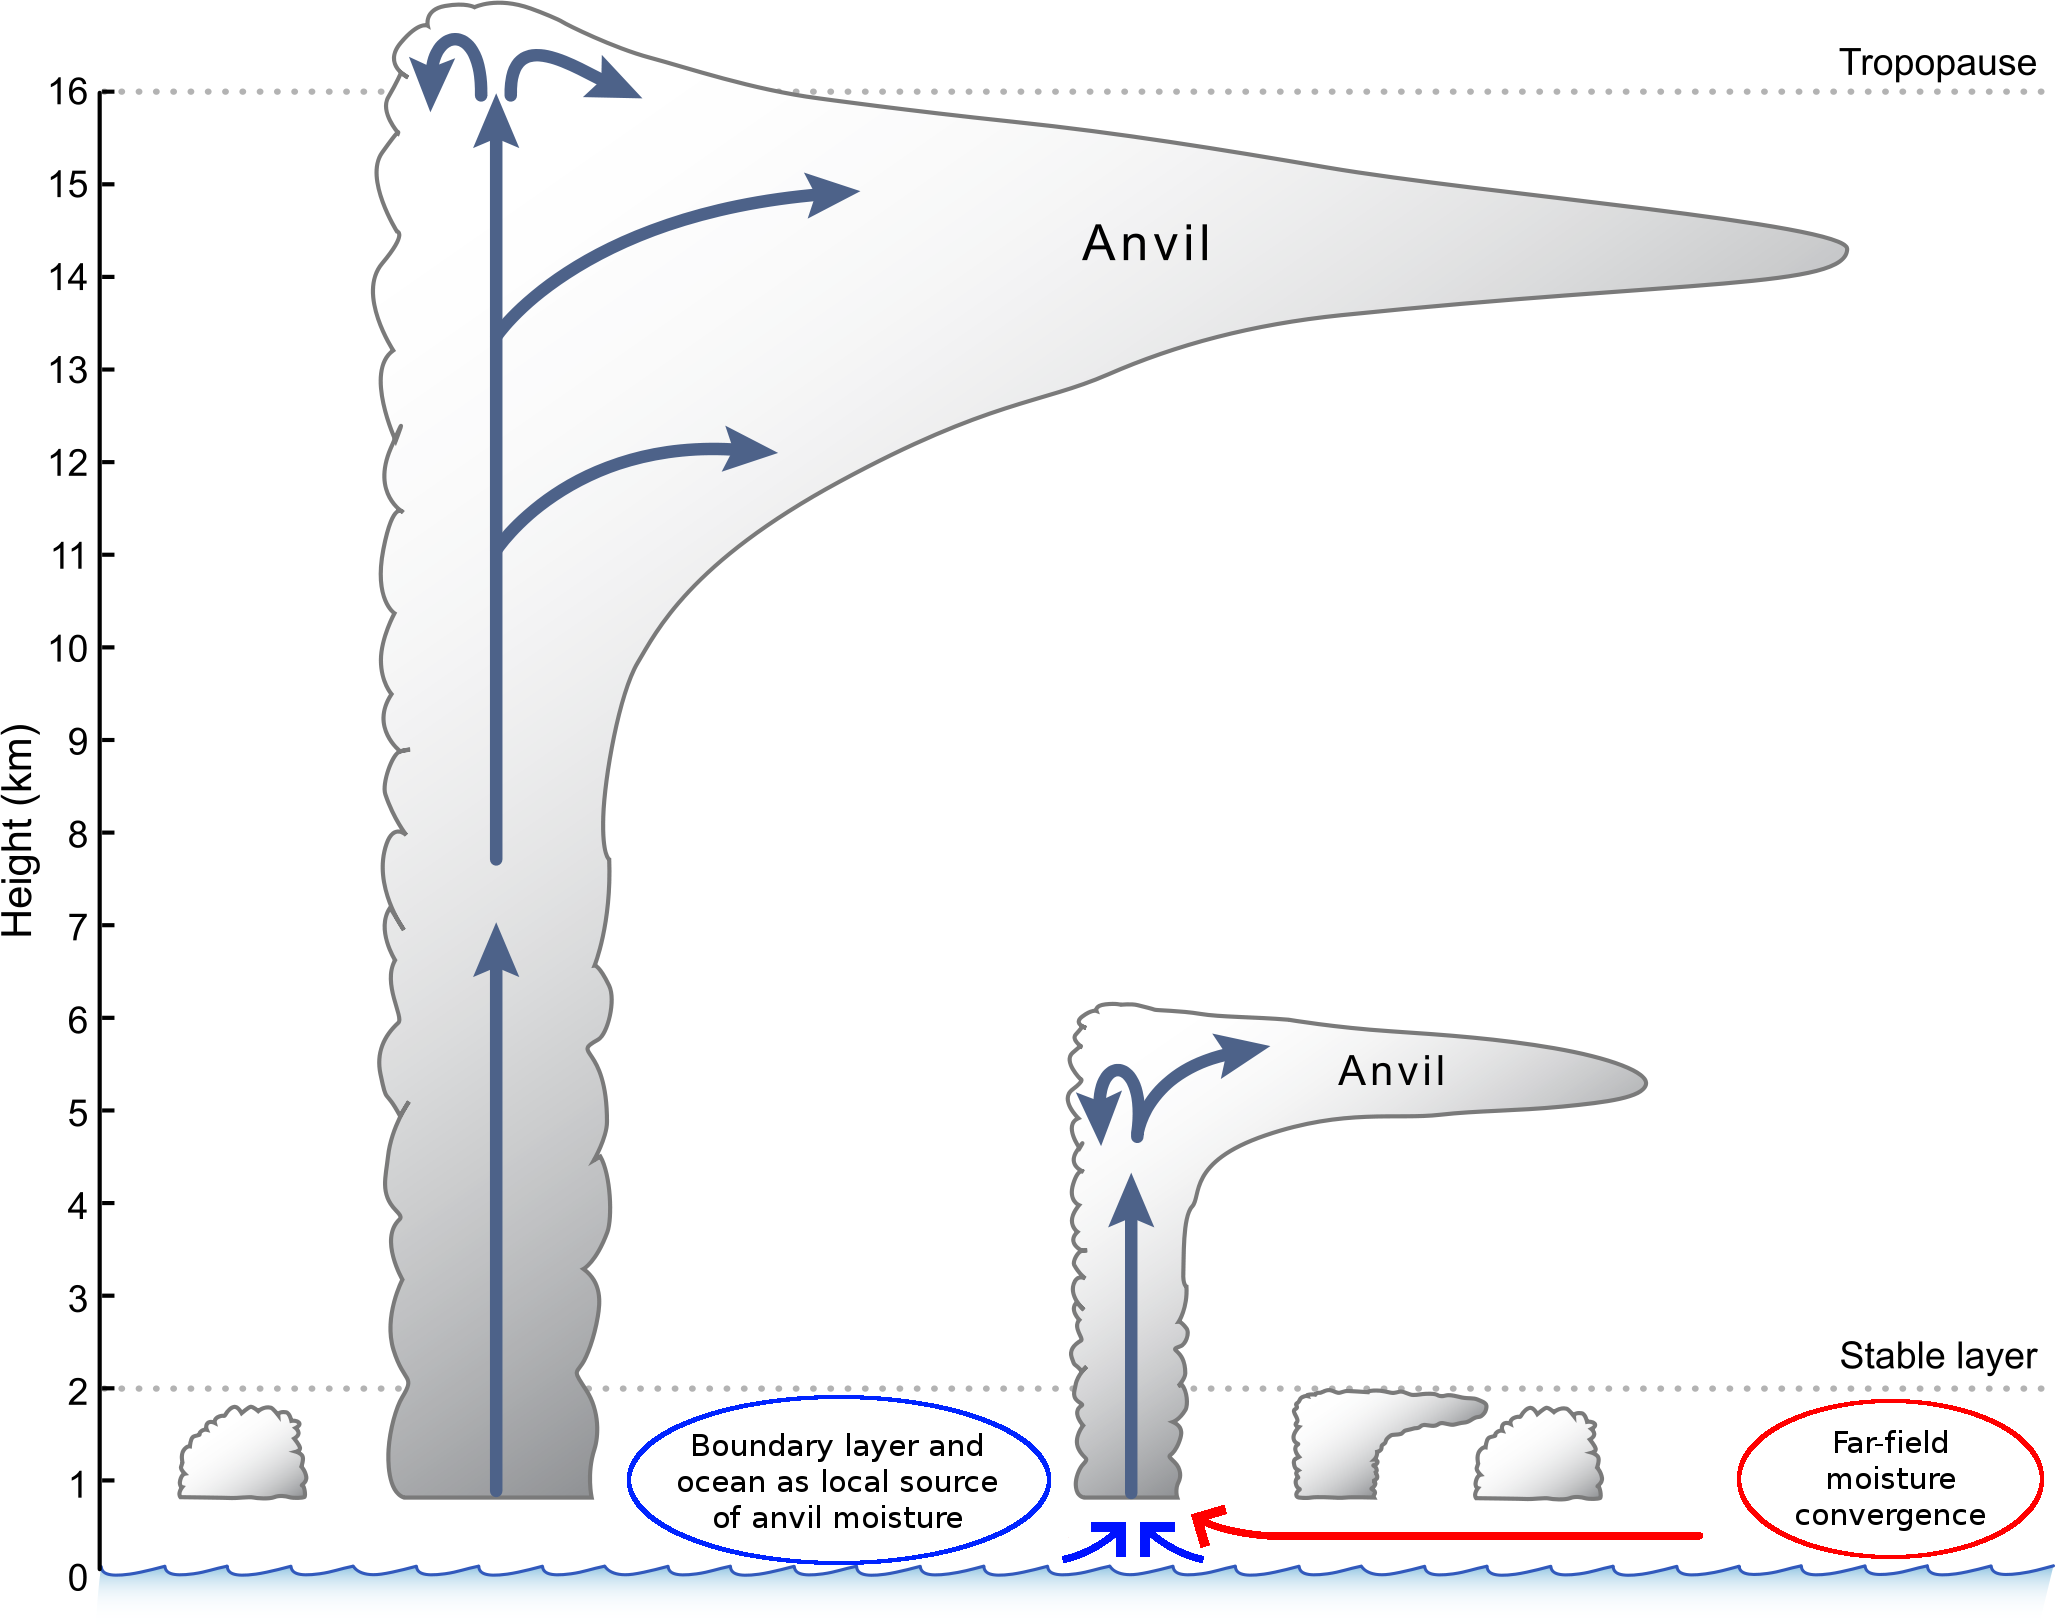 Tropopause
16
15
Anvil
14
13
12
11
10
9
8
Height (km)
7
6
Anvil
5
4
3
Stable layer
2
Boundary layer and
ocean as local source
of anvil moisture
Far-field
moisture
convergence
1
0